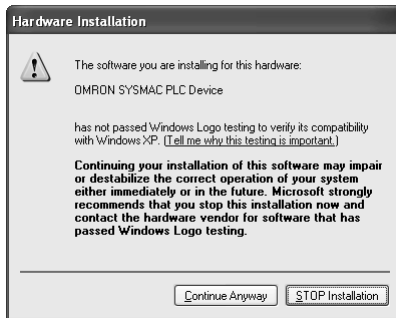 Hardware Installation
The software you are installing for this hardware:
OMRON SYSMAC PLC Device
has not passed Windows Logo testing to verify its compatibility
with Windows XP. (Tell me why this testing is important.)
Continuing your installation of this software may impair
or destabilize the correct operation of your system
either immediately or in the future. Microsoft strongly
recommends that you stop this installation now and
contact the hardware vendor for software that has
passed Windows Logo testing.
Continue Anyway
STOP Installation